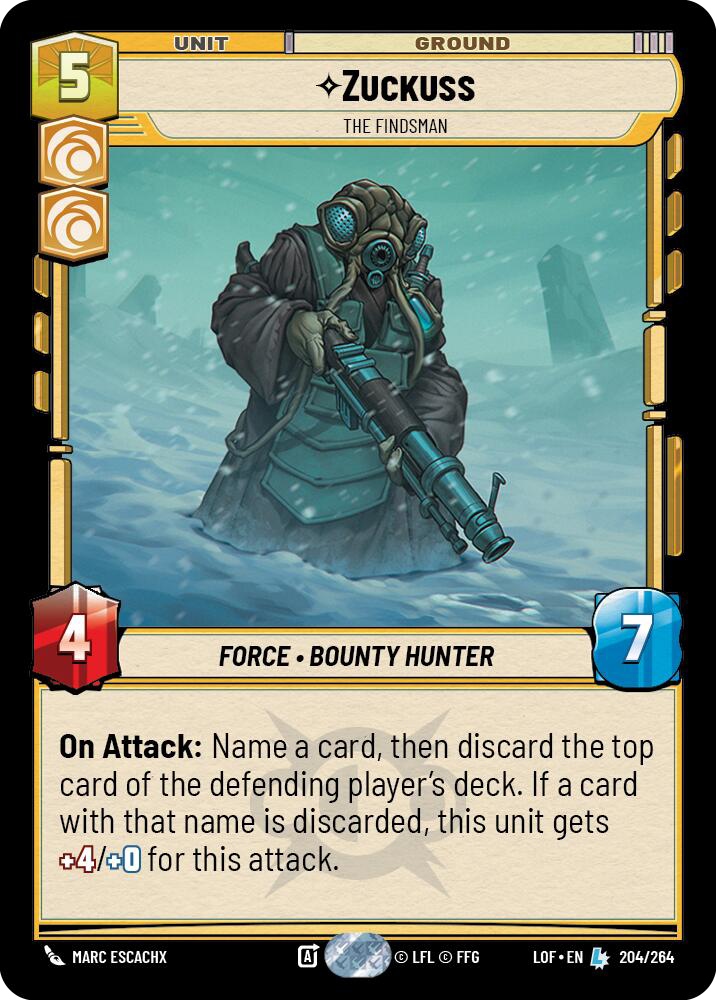 UNIT
GROUND
5
ZUCKUSS
THE FINDSMAN
4
FORCE • BOUNTY HUNTER
7
On Attack: Name a card, then discard the top
card of the defending player's deck. If a card
with that name is discarded, this unit gets
+4/+0 for this attack.
MARC ESCACHX
A
© LFL © FFG
LOF • EN
L
204/264